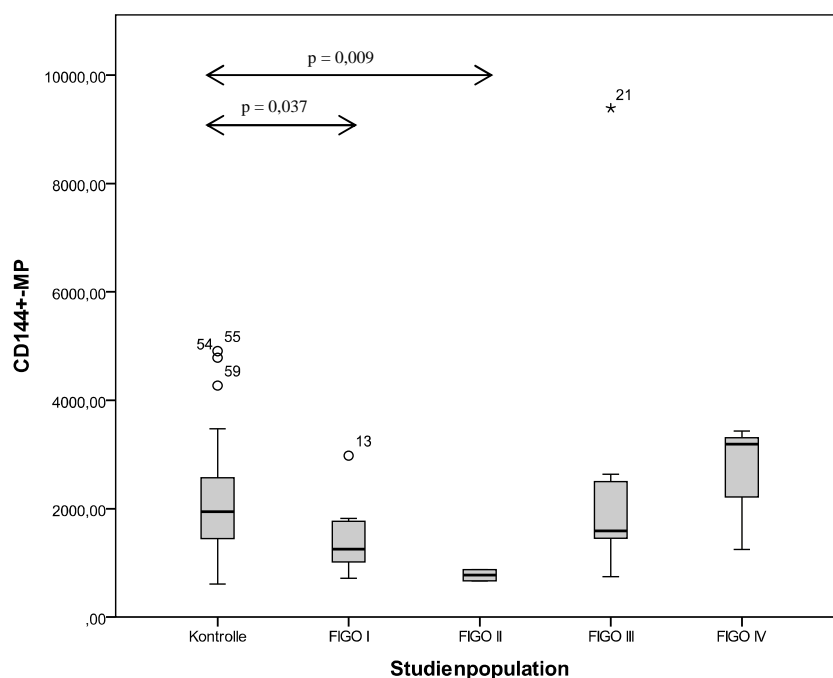 p = 0,009
10000,00
p = 0,037
21
8000,00
6000,00
54 55
59
4000,00
13
2000,00
,00
CD144+-MP
Kontrolle FIGO I FIGO II FIGO III FIGO IV
Studienpopulation